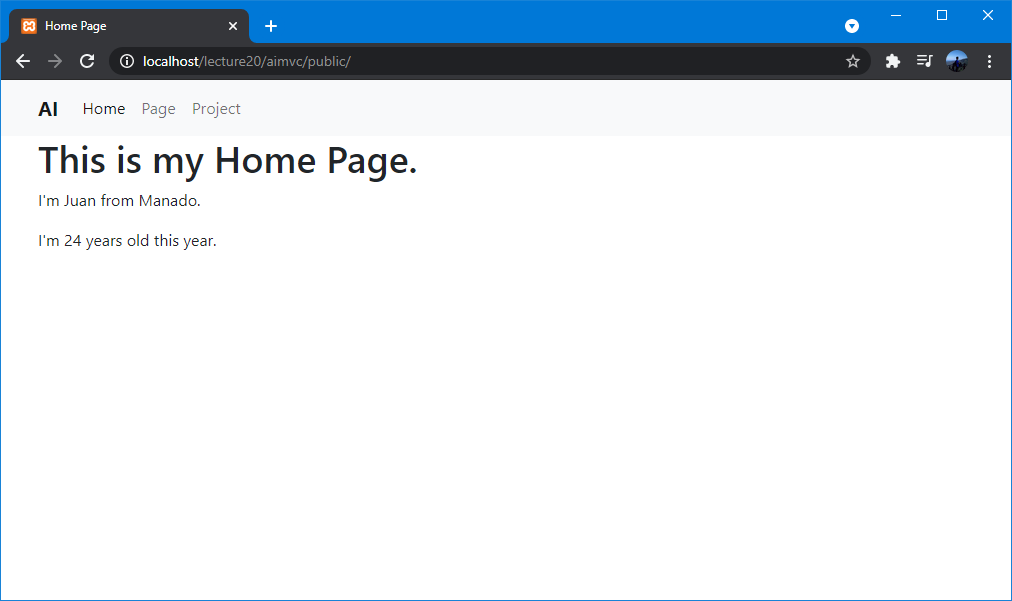 Home Page
localhost/lecture20/aimvc/public/
AI Home Page Project
This is my Home Page.
I'm Juan from Manado.
I'm 24 years old this year.